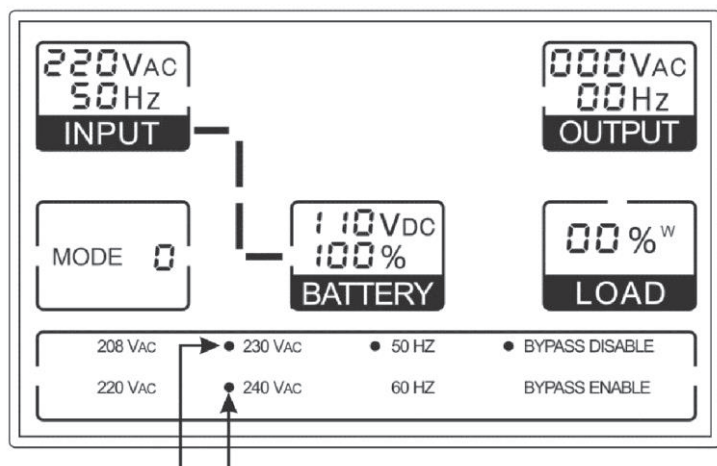 220VAC
50Hz
INPUT
000VAC
00Hz
OUTPUT
MODE 0
110VDC
100%
BATTERY
00%W
LOAD
208 VAC • 230 VAC • 50 HZ • BYPASS DISABLE
220 VAC • 240 VAC 60 HZ BYPASS ENABLE